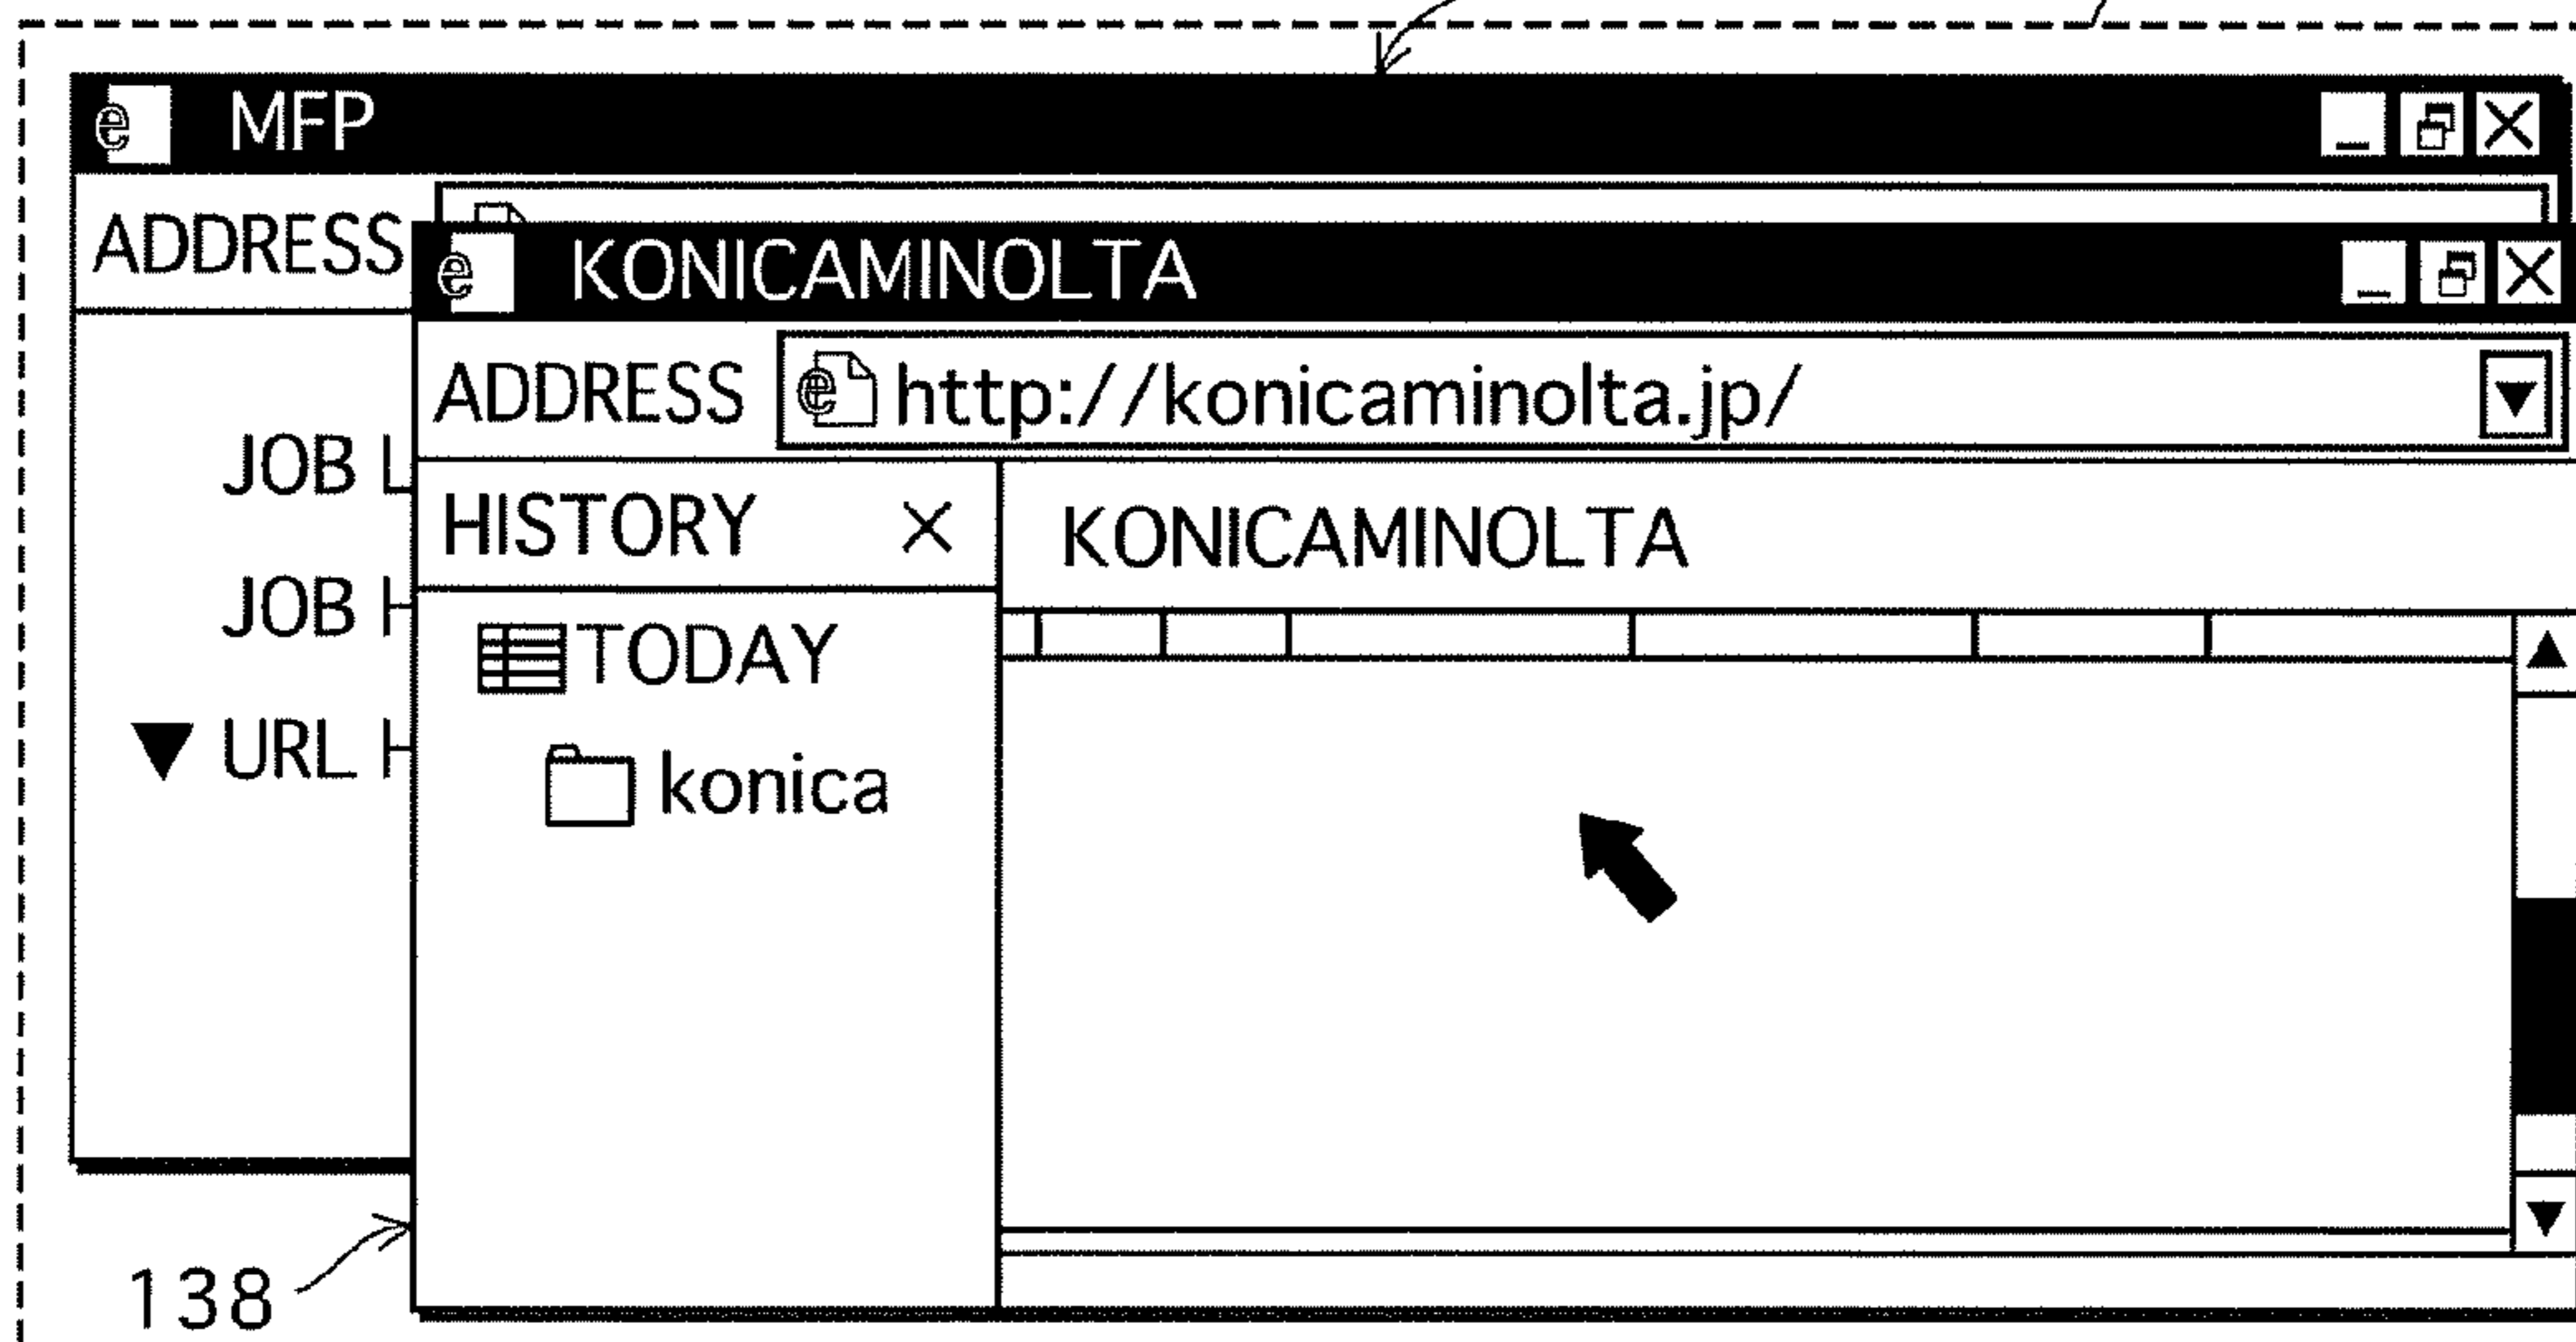 MFP
ADDRESS
KONICAMINOLTA
ADDRESS http://konicaminolta.jp/
JOB
HISTORY ×
KONICAMINOLTA
JOB
TODAY
URL
konica
138